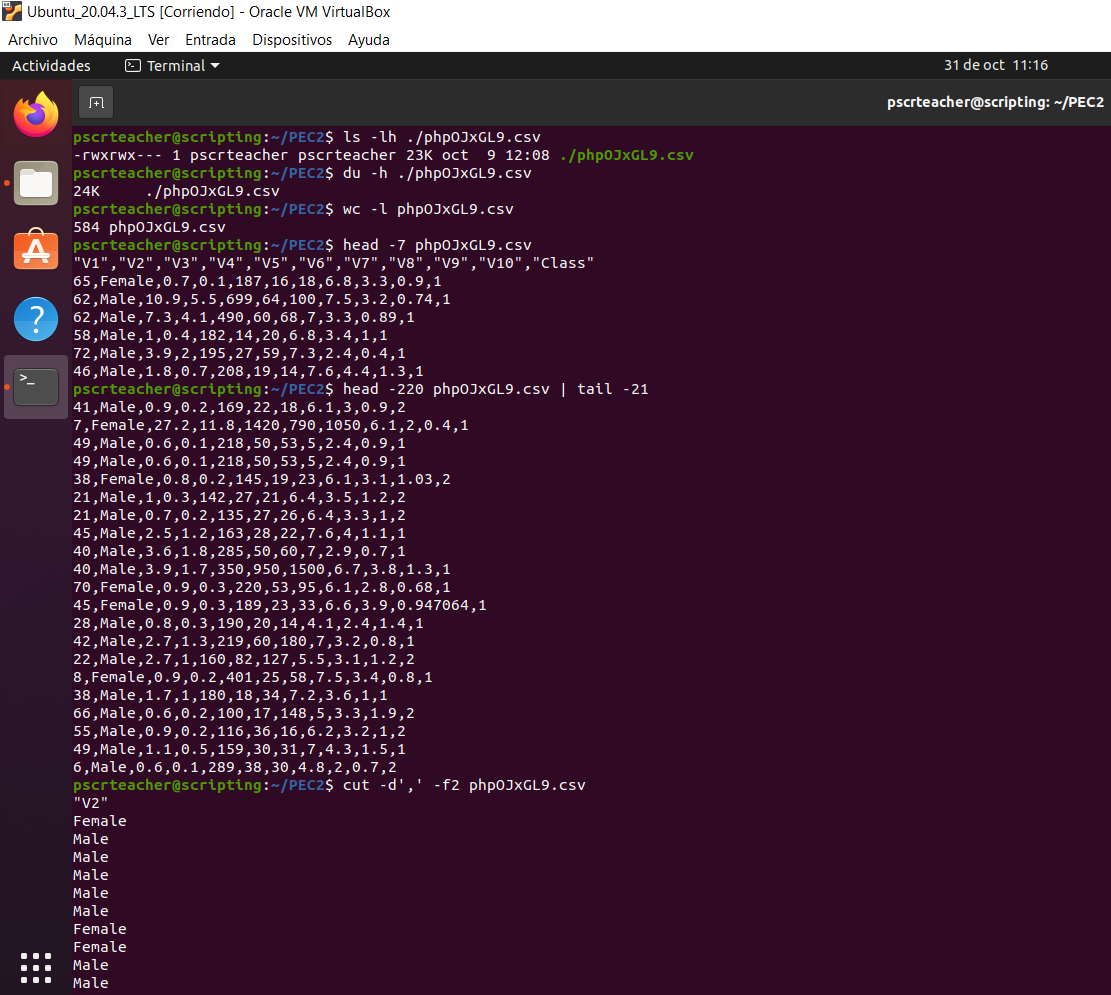 Ubuntu_20.04.3_LTS [Corriendo] - Oracle VM VirtualBox
Archivo Máquina Ver Entrada Dispositivos Ayuda
Actividades Terminal 31 de oct 11:16
pscrteacher@scripting: ~/PEC2
pscrteacher@scripting:~/PEC2$ ls -lh ./phpOJxGL9.csv
-rwxrwx--- 1 pscrteacher pscrteacher 23K oct  9 12:08 ./phpOJxGL9.csv
pscrteacher@scripting:~/PEC2$ du -h ./phpOJxGL9.csv
24K     ./phpOJxGL9.csv
pscrteacher@scripting:~/PEC2$ wc -l phpOJxGL9.csv
584 phpOJxGL9.csv
pscrteacher@scripting:~/PEC2$ head -7 phpOJxGL9.csv
"V1","V2","V3","V4","V5","V6","V7","V8","V9","V10","Class"
65,Female,0.7,0.1,187,16,18,6.8,3.3,0.9,1
62,Male,10.9,5.5,699,64,100,7.5,3.2,0.74,1
62,Male,7.3,4.1,490,60,68,7,3.3,0.89,1
58,Male,1,0.4,182,14,20,6.8,3.4,1,1
72,Male,3.9,2,195,27,59,7.3,2.4,0.4,1
46,Male,1.8,0.7,208,19,14,7.6,4.4,1.3,1
pscrteacher@scripting:~/PEC2$ head -220 phpOJxGL9.csv | tail -21
41,Male,0.9,0.2,169,22,18,6.1,3,0.9,2
7,Female,27.2,11.8,1420,790,1050,6.1,2,0.4,1
49,Male,0.6,0.1,218,50,53,5,2.4,0.9,1
49,Male,0.6,0.1,218,50,53,5,2.4,0.9,1
38,Female,0.8,0.2,145,19,23,6.1,3.1,1.03,2
21,Male,1,0.3,142,27,21,6.4,3.5,1.2,2
21,Male,0.7,0.2,135,27,26,6.4,3.3,1,2
45,Male,2.5,1.2,163,28,22,7.6,4,1.1,1
40,Male,3.6,1.8,285,50,60,7,2.9,0.7,1
40,Male,3.9,1.7,350,950,1500,6.7,3.8,1.3,1
70,Female,0.9,0.3,220,53,95,6.1,2.8,0.68,1
45,Female,0.9,0.3,189,23,33,6.6,3.9,0.947064,1
28,Male,0.8,0.3,190,20,14,4.1,2.4,1.4,1
42,Male,2.7,1.3,219,60,180,7,3.2,0.8,1
22,Male,2.7,1,160,82,127,5.5,3.1,1.2,2
8,Female,0.9,0.2,401,25,58,7.5,3.4,0.8,1
38,Male,1.7,1,180,18,34,7.2,3.6,1,1
66,Male,0.6,0.2,100,17,148,5,3.3,1.9,2
55,Male,0.9,0.2,116,36,16,6.2,3.2,1,2
49,Male,1.1,0.5,159,30,31,7,4.3,1.5,1
6,Male,0.6,0.1,289,38,30,4.8,2,0.7,2
pscrteacher@scripting:~/PEC2$ cut -d',' -f2 phpOJxGL9.csv
"V2"
Female
Male
Male
Male
Male
Male
Female
Female
Male
Male